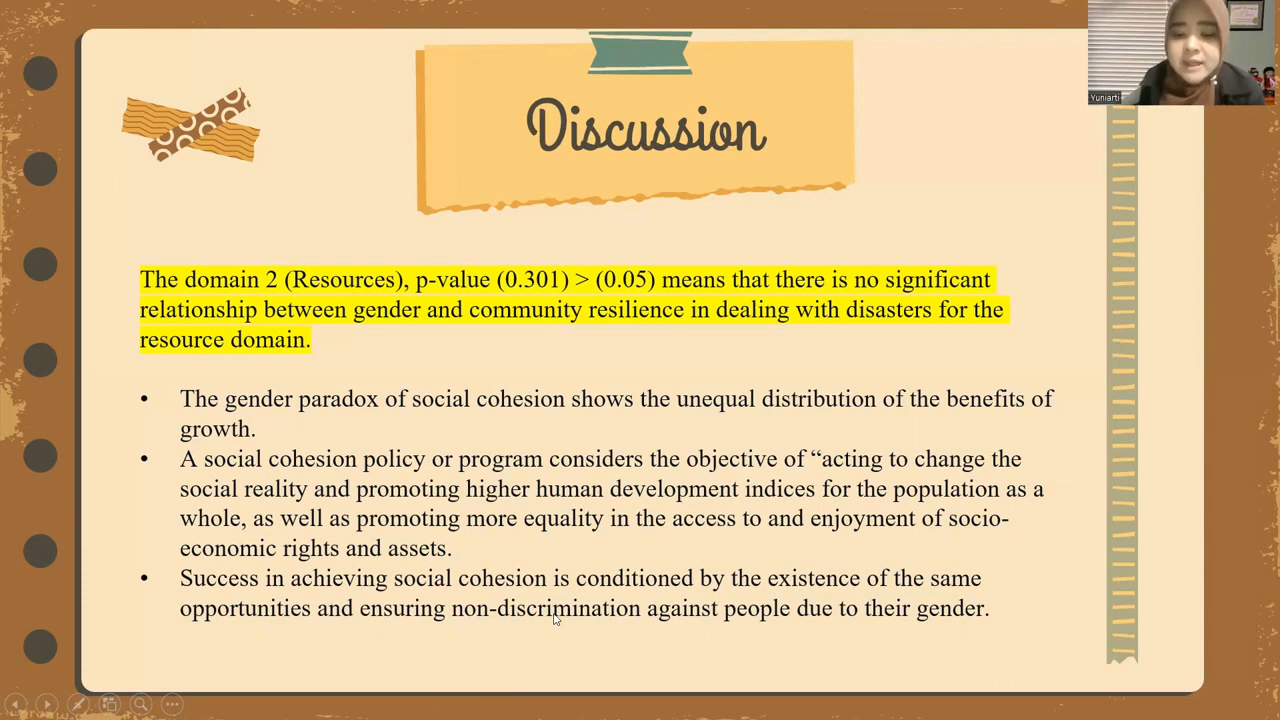 Yuniarti
Discussion
The domain 2 (Resources), p-value (0.301) > (0.05) means that there is no significant
relationship between gender and community resilience in dealing with disasters for the
resource domain.
• The gender paradox of social cohesion shows the unequal distribution of the benefits of
growth.
• A social cohesion policy or program considers the objective of “acting to change the
social reality and promoting higher human development indices for the population as a
whole, as well as promoting more equality in the access to and enjoyment of socio-
economic rights and assets.
• Success in achieving social cohesion is conditioned by the existence of the same
opportunities and ensuring non-discrimination against people due to their gender.